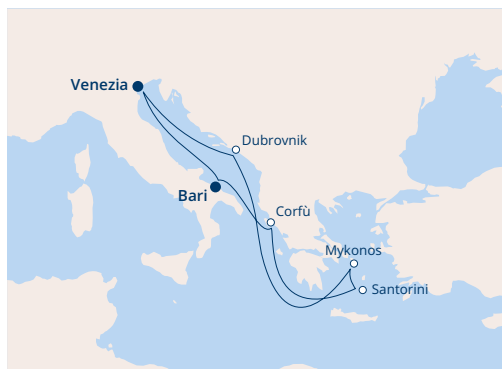 Venezia
Dubrovnik
Bari
Corfù
Mykonos
Santorini